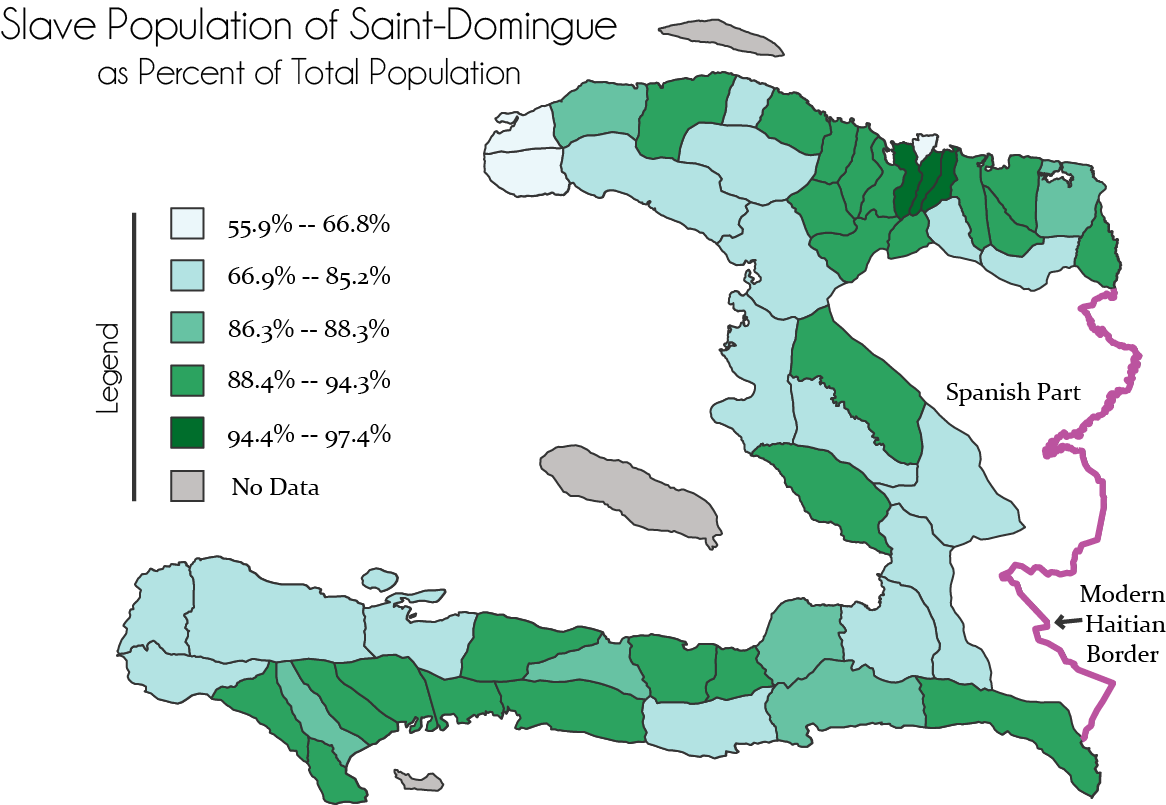 Slave Population of Saint-Domingue
as Percent of Total Population
Legend
55.9% -- 66.8%
66.9% -- 85.2%
86.3% -- 88.3%
88.4% -- 94.3%
94.4% -- 97.4%
No Data
Spanish Part
Modern
Haitian
Border